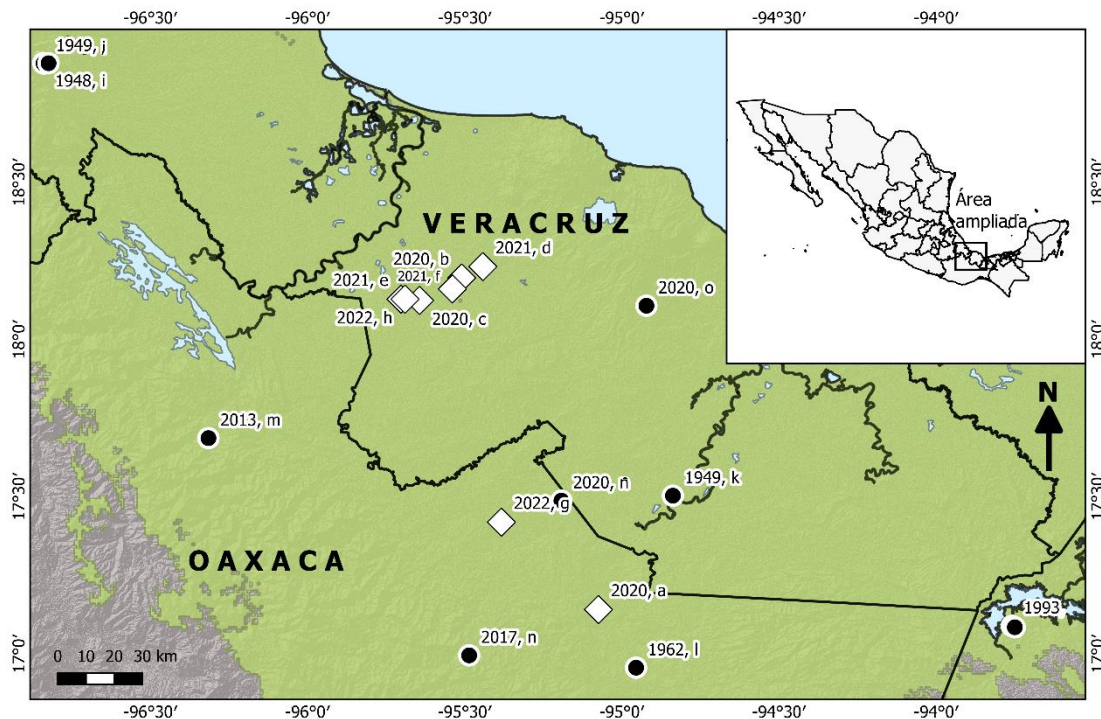 -96°30' -96°0' -95°30' -95°0' -94°30' -94°0'
1949, j
1948, i
18°30'
18°30'
Área
ampliada
VERACRUZ
2021, d
2020, b
2021, e
2021, f
2022, h
2020, c
2020, o
18°0'
18°0'
2013, m
N
2020, ñ
1949, k
2022, g
17°30'
17°30'
OAXACA
2020, a
1993
2017, n
1962, l
17°0'
17°0'
0 10 20 30 km
-96°30' -96°0' -95°30' -95°0' -94°30' -94°0'